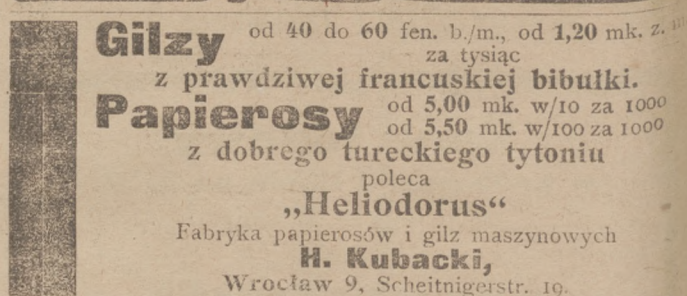 Gilzy od 40 do 60 fen. b./m., od 1,20 mk. z.
za tysiąc
z prawdziwej francuskiej bibułki.
Papierosy od 5,00 mk. w/10 za 1000
od 5,50 mk. w/100 za 1000
z dobrego tureckiego tytoniu
poleca
„Heliodorus“
Fabryka papierosów i gilz maszynowych
H. Kubacki,
Wrocław 9, Scheitnigerstr. 19.